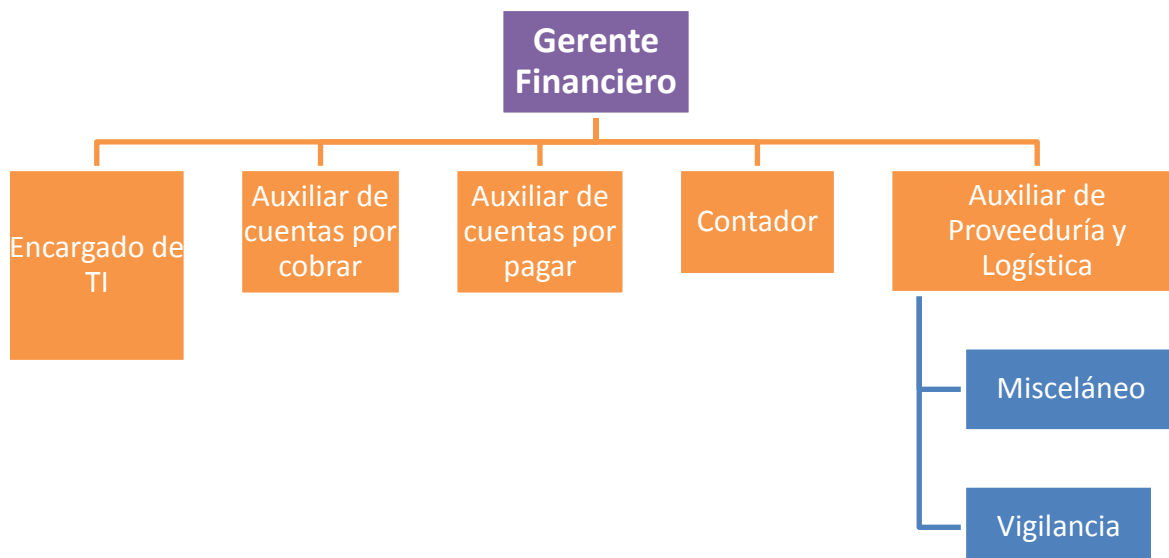 Gerente
Financiero
Encargado de
TI
Auxiliar de
cuentas por
cobrar
Auxiliar de
cuentas por
pagar
Contador
Auxiliar de
Proveeduría y
Logística
Misceláneo
Vigilancia